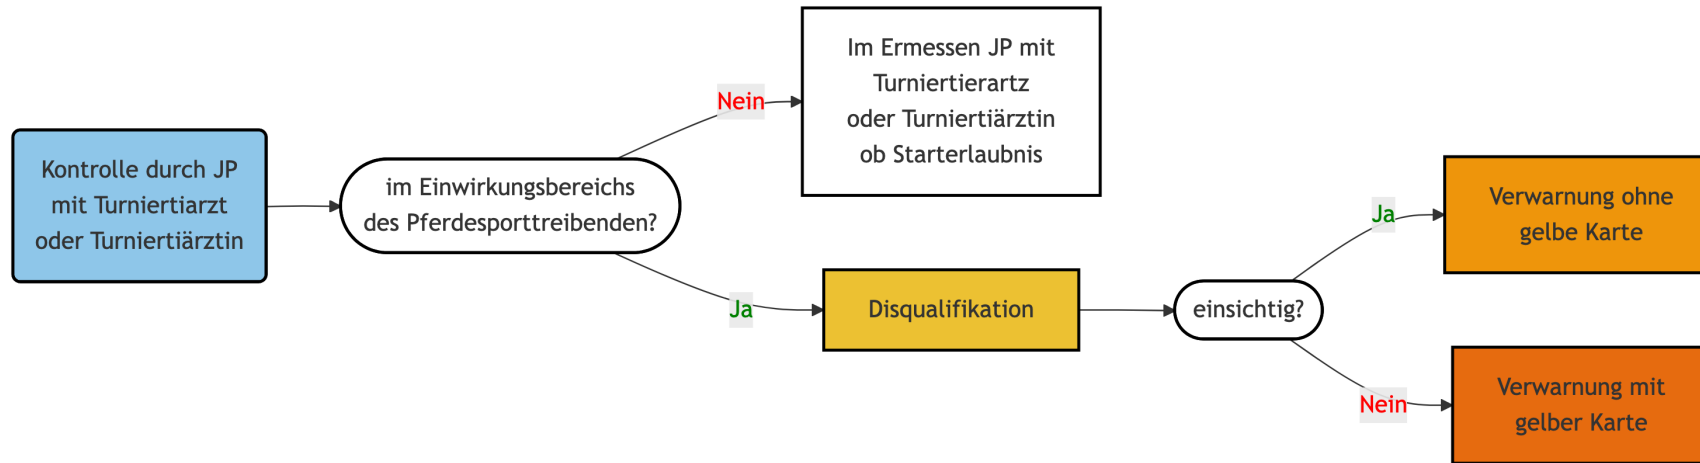 Kontrolle durch JP
mit Turniertiarzt
oder Turniertiärztin
im Einwirkungsbereichs
des Pferdesporttreibenden?
Nein
Im Ermessen JP mit
Turniertierartz
oder Turniertiärztin
ob Starterlaubnis
Ja
Disqualifikation
einsichtig?
Ja
Verwarnung ohne
gelbe Karte
Nein
Verwarnung mit
gelber Karte